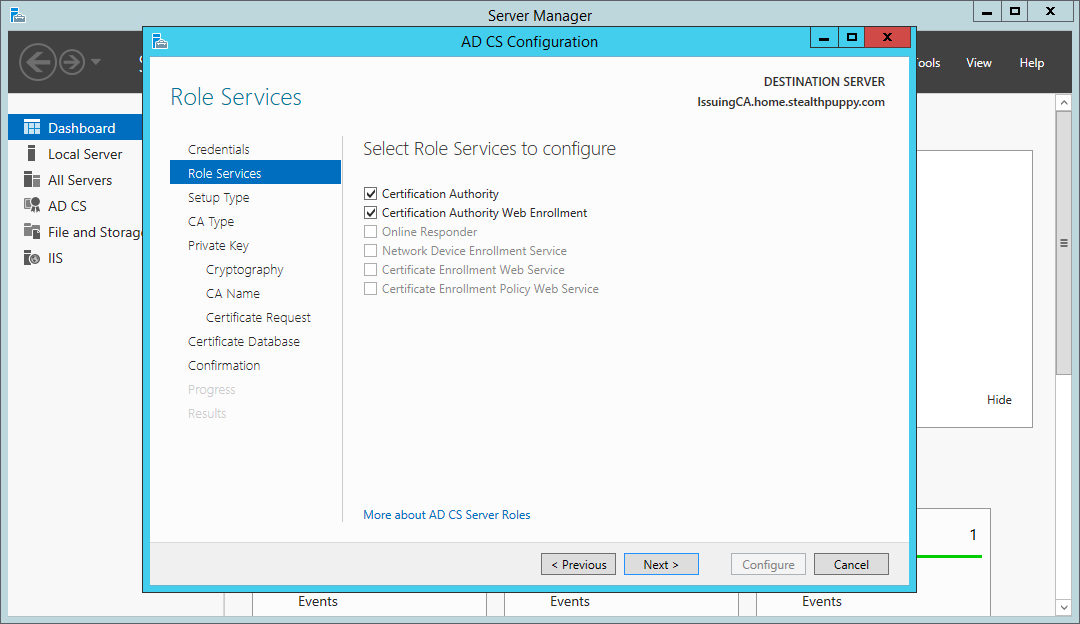 Server Manager
AD CS Configuration
View
Help
Dashboard
Local Server
All Servers
AD CS
File and Storag
IIS
Role Services
DESTINATION SERVER
IssuingCA.home.stealthpuppy.com
Credentials
Role Services
Setup Type
CA Type
Private Key
Cryptography
CA Name
Certificate Request
Certificate Database
Confirmation
Progress
Results
Select Role Services to configure
Certification Authority
Certification Authority Web Enrollment
Online Responder
Network Device Enrollment Service
Certificate Enrollment Web Service
Certificate Enrollment Policy Web Service
More about AD CS Server Roles
< Previous
Next >
Configure
Cancel
Hide
1
Events
Events
Events